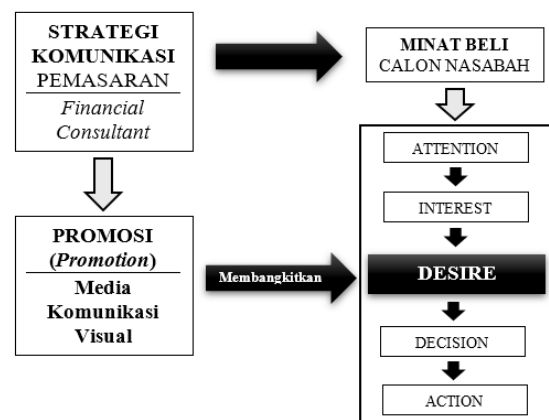 STRATEGI
KOMUNIKASI
PEMASARAN
Financial
Consultant
MINAT BELI
CALON NASABAH
ATTENTION
INTEREST
PROMOSI
(Promotion)
Media
Komunikasi
Visual
Membangkitkan
DESIRE
DECISION
ACTION